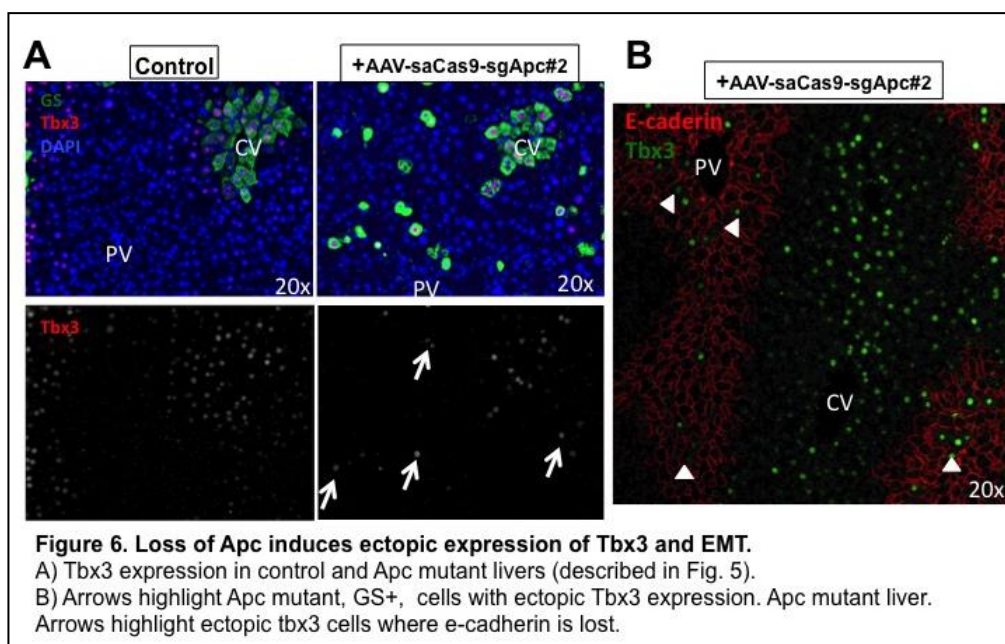 A
Control
+AAV-saCas9-sgApc#2
GS
Tbx3
DAPI
CV
PV
20x
CV
PV
20x
Tbx3
B
+AAV-saCas9-sgApc#2
E-caderin
Tbx3
PV
CV
20x
Figure 6. Loss of Apc induces ectopic expression of Tbx3 and EMT.
A) Tbx3 expression in control and Apc mutant livers (described in Fig. 5).
B) Arrows highlight Apc mutant, GS+, cells with ectopic Tbx3 expression. Apc mutant liver.
Arrows highlight ectopic tbx3 cells where e-cadherin is lost.